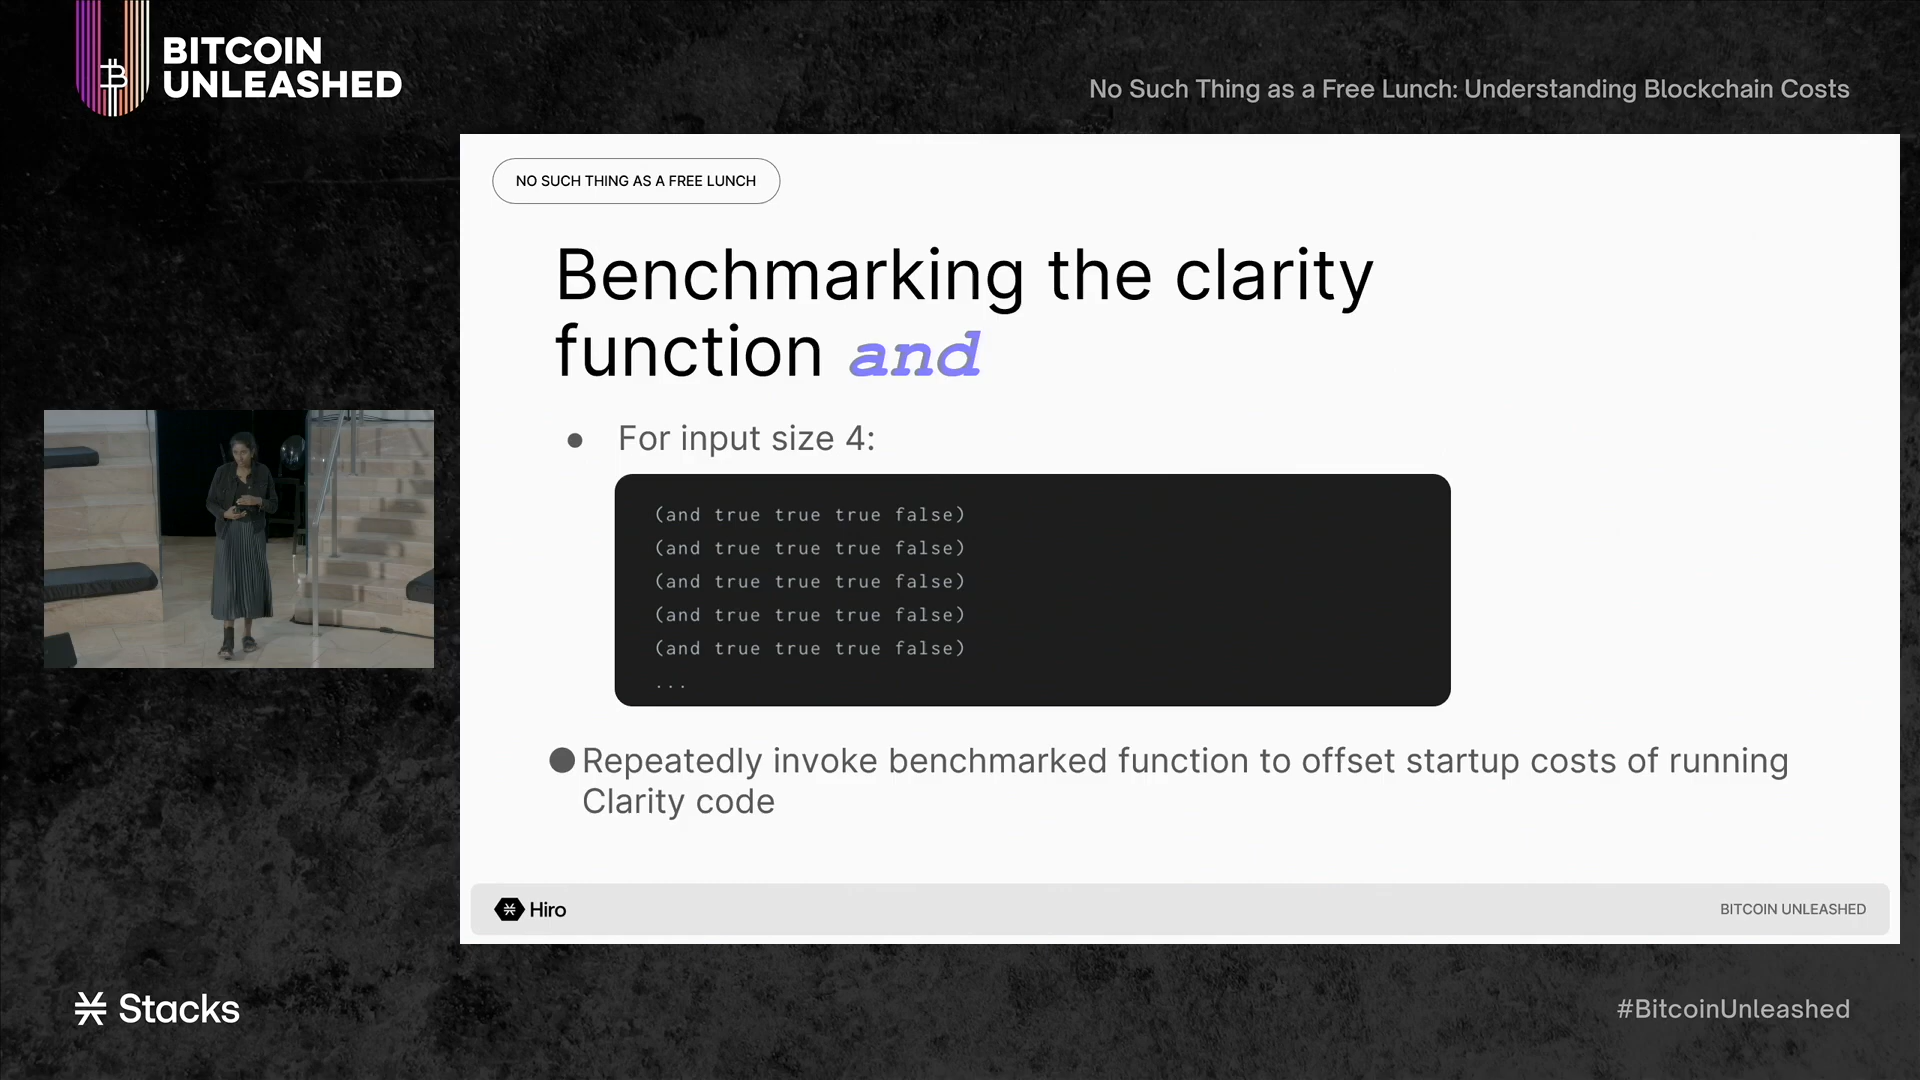 BITCOIN
UNLEASHED
No Such Thing as a Free Lunch: Understanding Blockchain Costs
NO SUCH THING AS A FREE LUNCH
Benchmarking the clarity
function and
● For input size 4:
(and true true true false)
(and true true true false)
(and true true true false)
(and true true true false)
(and true true true false)
...
● Repeatedly invoke benchmarked function to offset startup costs of running
Clarity code
Hiro
BITCOIN UNLEASHED
Stacks
#BitcoinUnleashed